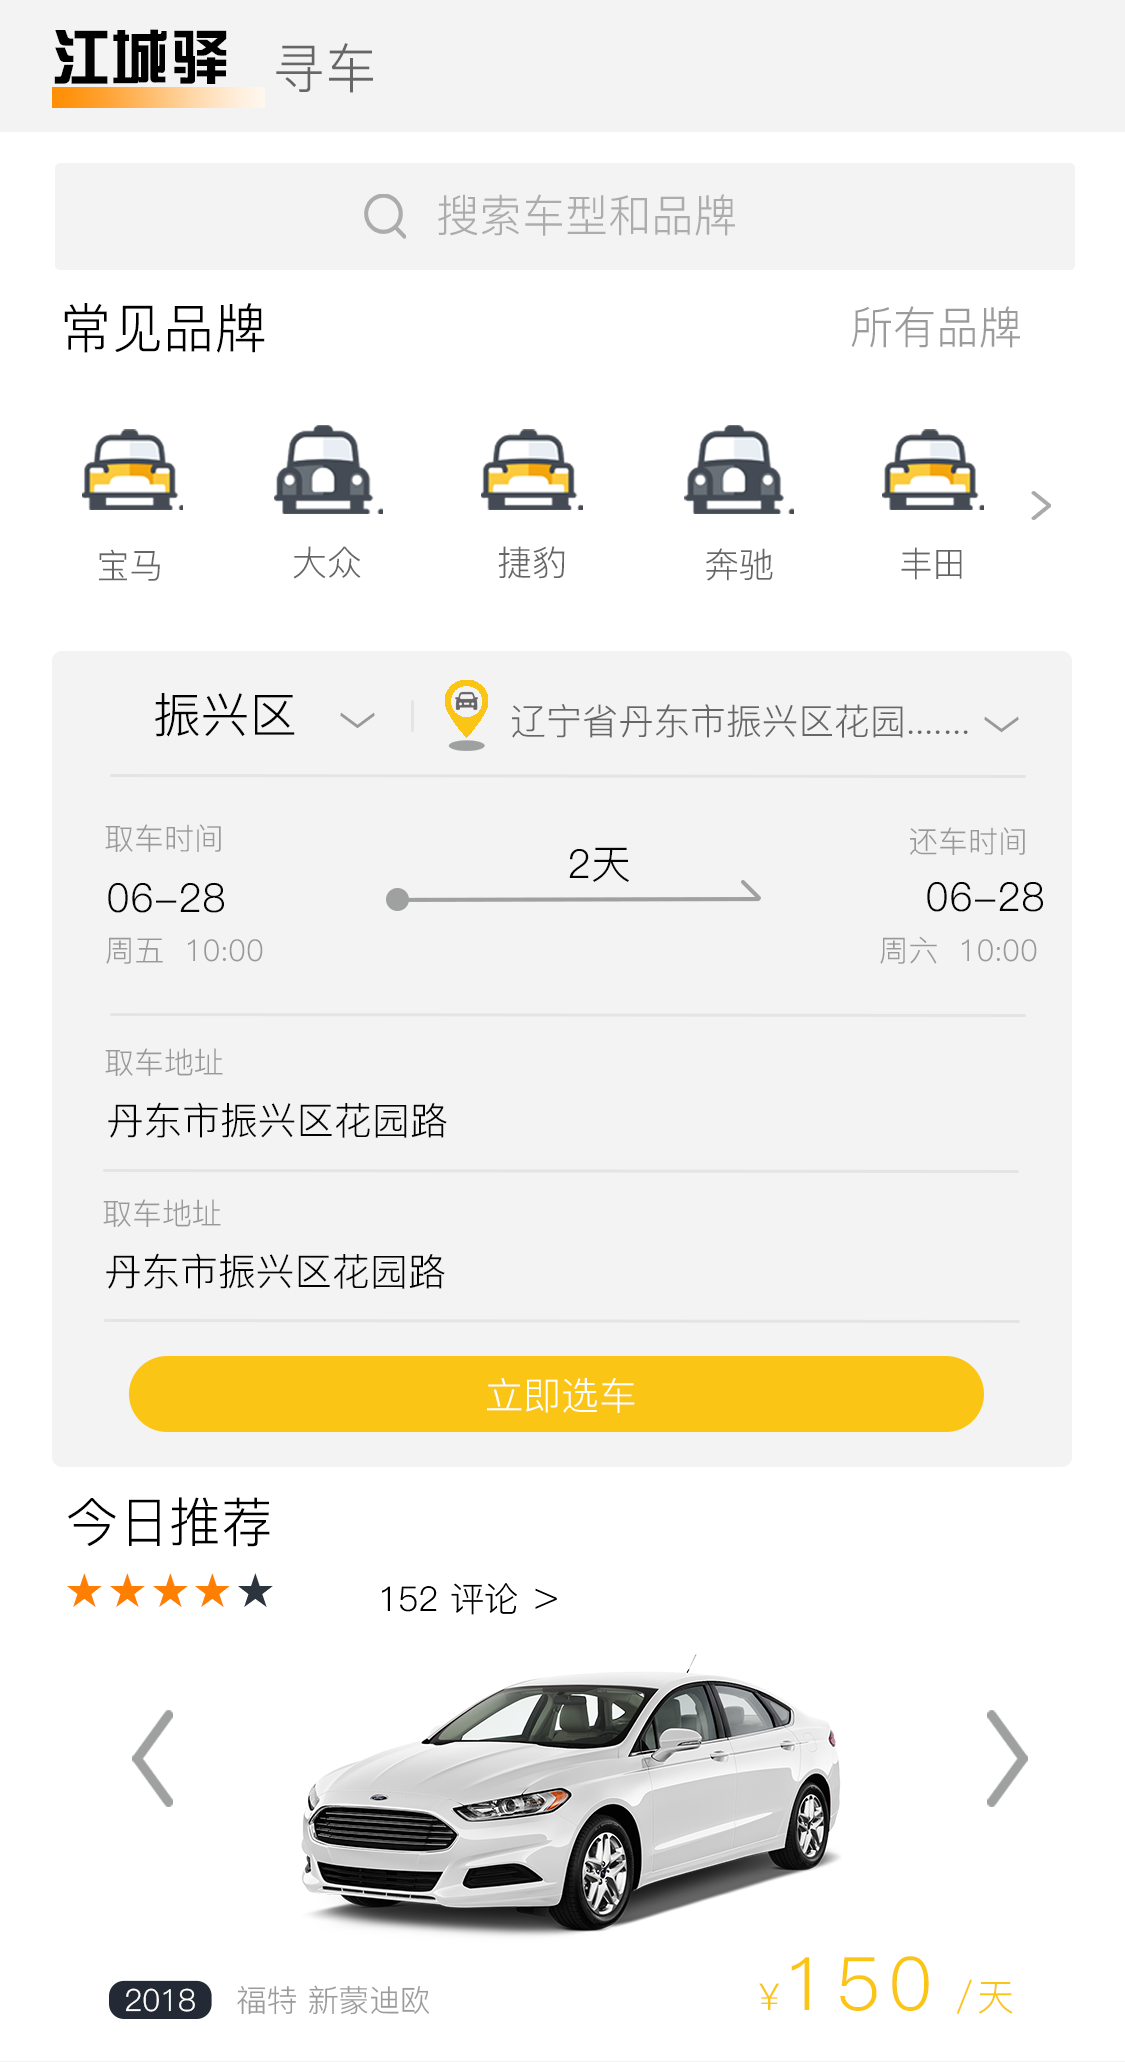 江城驿 寻车
搜索车型和品牌
常见品牌 所有品牌
宝马 大众 捷豹 奔驰 丰田
振兴区 辽宁省丹东市振兴区花园.......
取车时间 还车时间
2天
06-28 06-28
周五 10:00 周六 10:00
取车地址
丹东市振兴区花园路
取车地址
丹东市振兴区花园路
立即选车
今日推荐
152 评论 >
2018 福特 新蒙迪欧 ¥150 /天